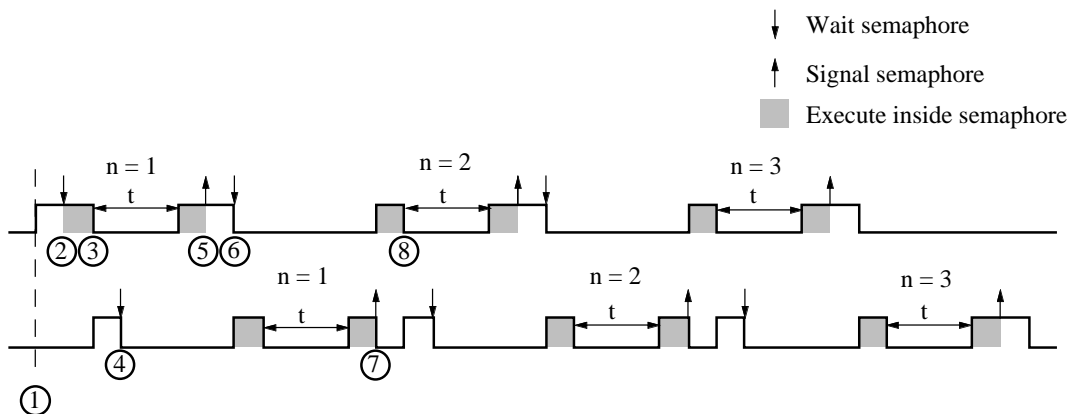 Wait semaphore
Signal semaphore
Execute inside semaphore
n = 1
n = 2
n = 3
t
t
t
2
3
5
6
8
n = 1
n = 2
n = 3
t
t
t
4
7
1